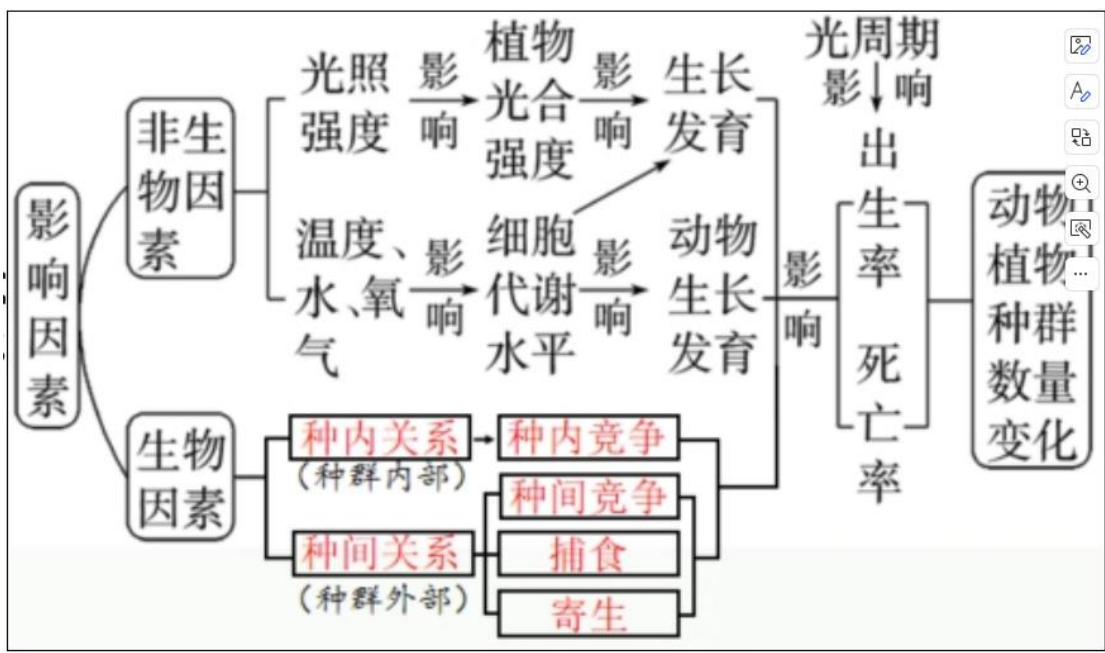 影响因素
非生物因素
光照强度
影响
植物光合强度
影响
生长发育
温度、水、氧气
影响
细胞代谢水平
影响
动物生长发育
生物因素
种内关系
(种群内部)
种内竞争
种间关系
(种群外部)
种间竞争
捕食
寄生
影响
光周期
影响
出生率
死亡率
动物植物种群数量变化